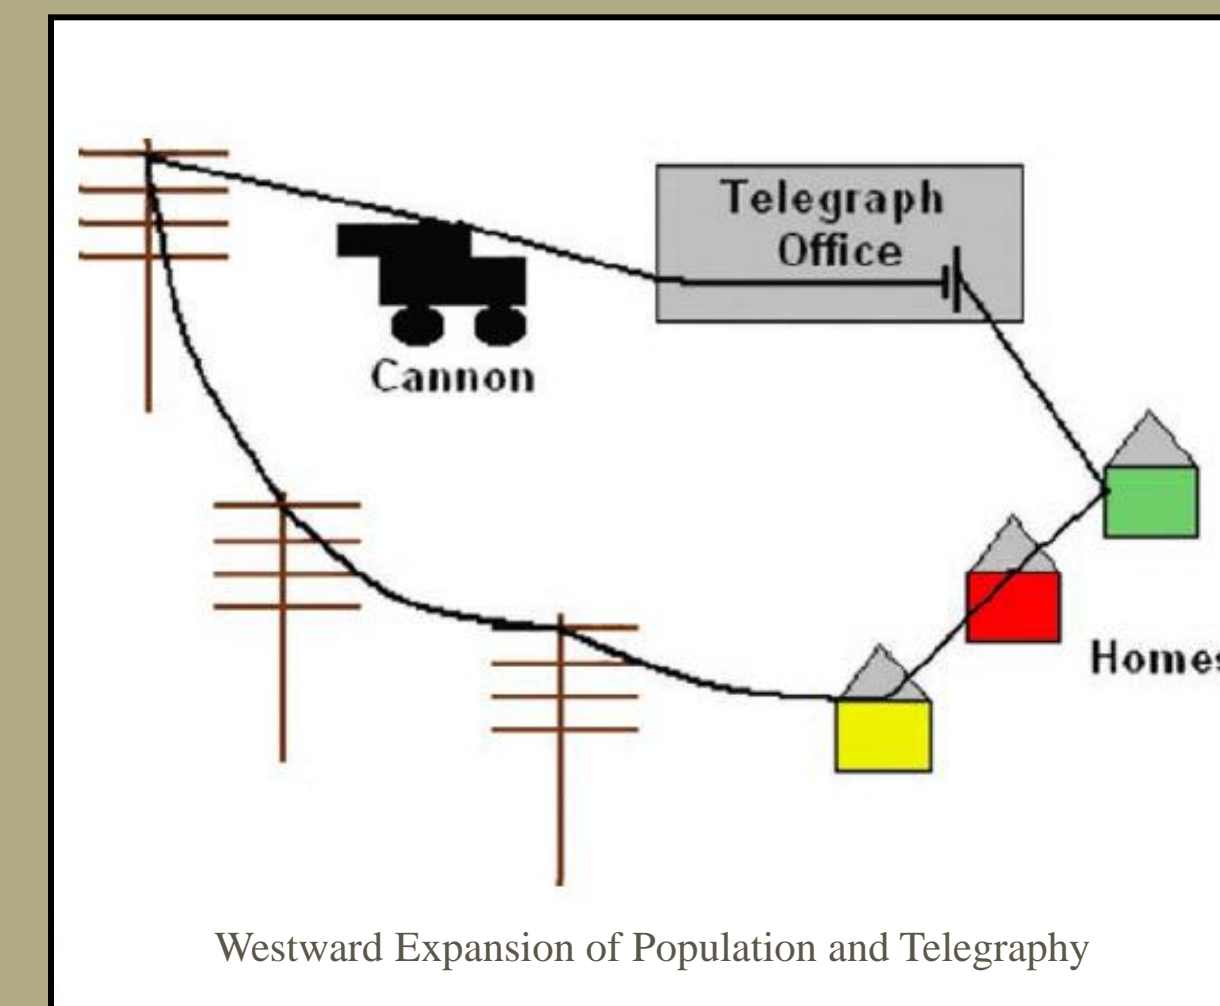 Telegraph
Office
Cannon
Homes
Westward Expansion of Population and Telegraphy